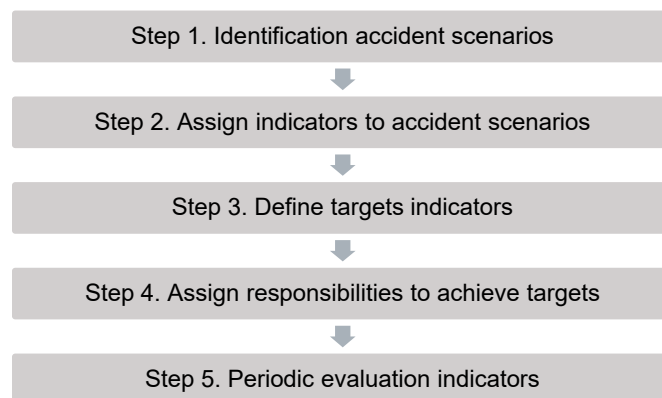 Step 1. Identification accident scenarios
Step 2. Assign indicators to accident scenarios
Step 3. Define targets indicators
Step 4. Assign responsibilities to achieve targets
Step 5. Periodic evaluation indicators